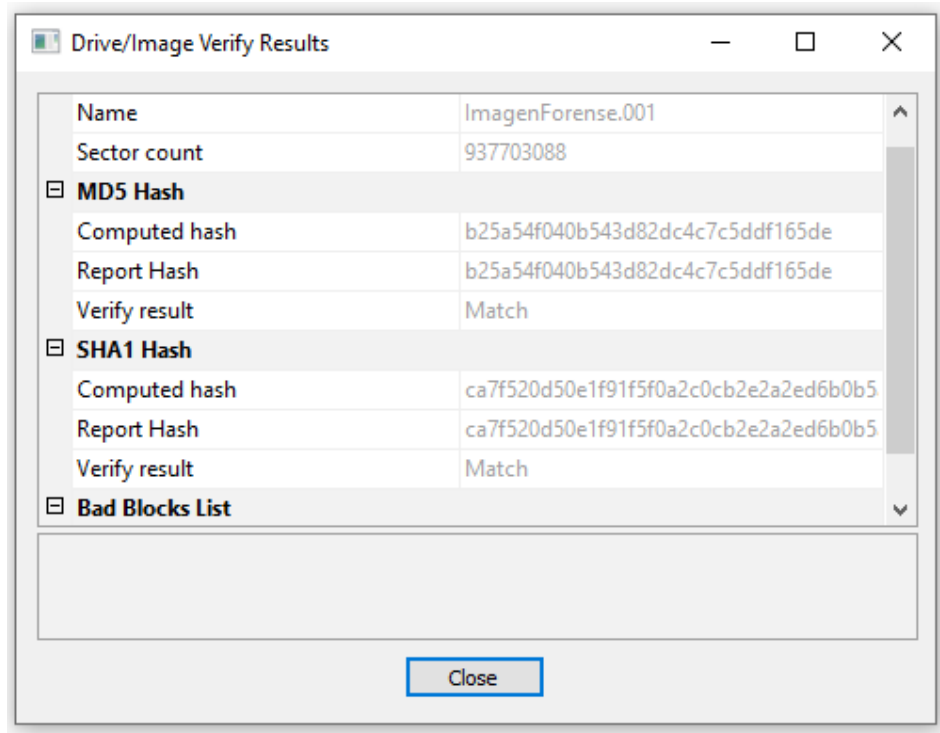 Drive/Image Verify Results
Name ImagenForense.001
Sector count 937703088
MD5 Hash
Computed hash b25a54f040b543d82dc4c7c5ddf165de
Report Hash b25a54f040b543d82dc4c7c5ddf165de
Verify result Match
SHA1 Hash
Computed hash ca7f520d50e1f91f5f0a2c0cb2e2a2ed6b0b5
Report Hash ca7f520d50e1f91f5f0a2c0cb2e2a2ed6b0b5
Verify result Match
Bad Blocks List
Close